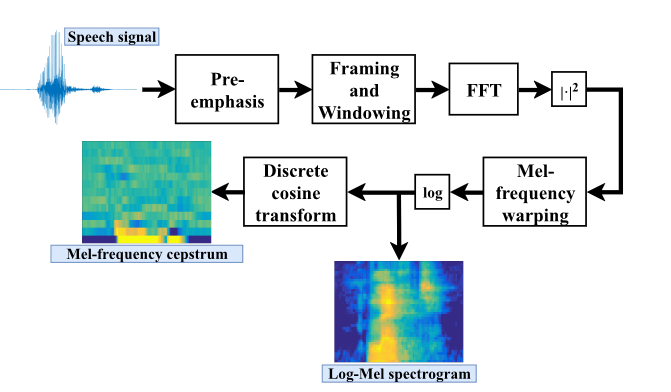 Speech signal
Pre-
emphasis
Framing
and
Windowing
FFT
|·|²
Mel-
frequency
warping
log
Discrete
cosine
transform
Mel-frequency cepstrum
Log-Mel spectrogram